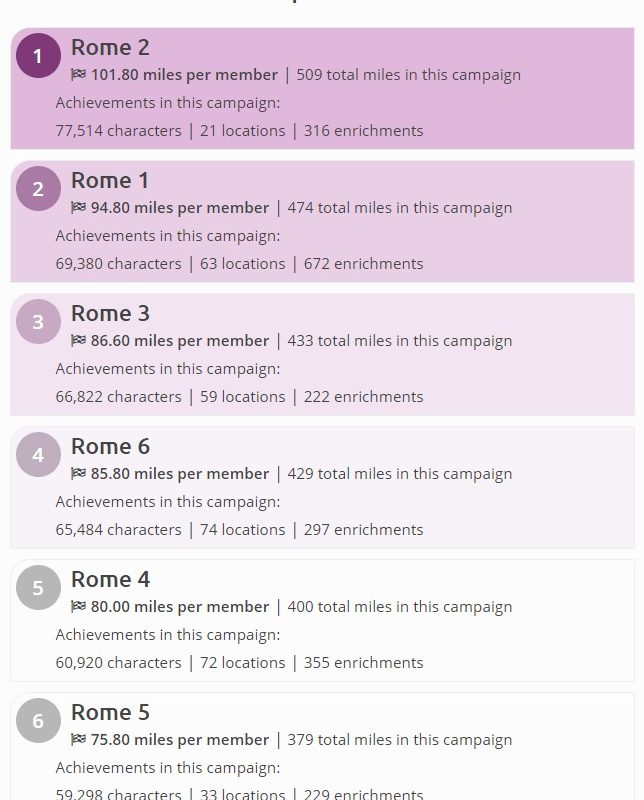 1
Rome 2
101.80 miles per member | 509 total miles in this campaign
Achievements in this campaign:
77,514 characters | 21 locations | 316 enrichments
2
Rome 1
94.80 miles per member | 474 total miles in this campaign
Achievements in this campaign:
69,380 characters | 63 locations | 672 enrichments
3
Rome 3
86.60 miles per member | 433 total miles in this campaign
Achievements in this campaign:
66,822 characters | 59 locations | 222 enrichments
4
Rome 6
85.80 miles per member | 429 total miles in this campaign
Achievements in this campaign:
65,484 characters | 74 locations | 297 enrichments
5
Rome 4
80.00 miles per member | 400 total miles in this campaign
Achievements in this campaign:
60,920 characters | 72 locations | 355 enrichments
6
Rome 5
75.80 miles per member | 379 total miles in this campaign
Achievements in this campaign:
59,298 characters | 33 locations | 229 enrichments